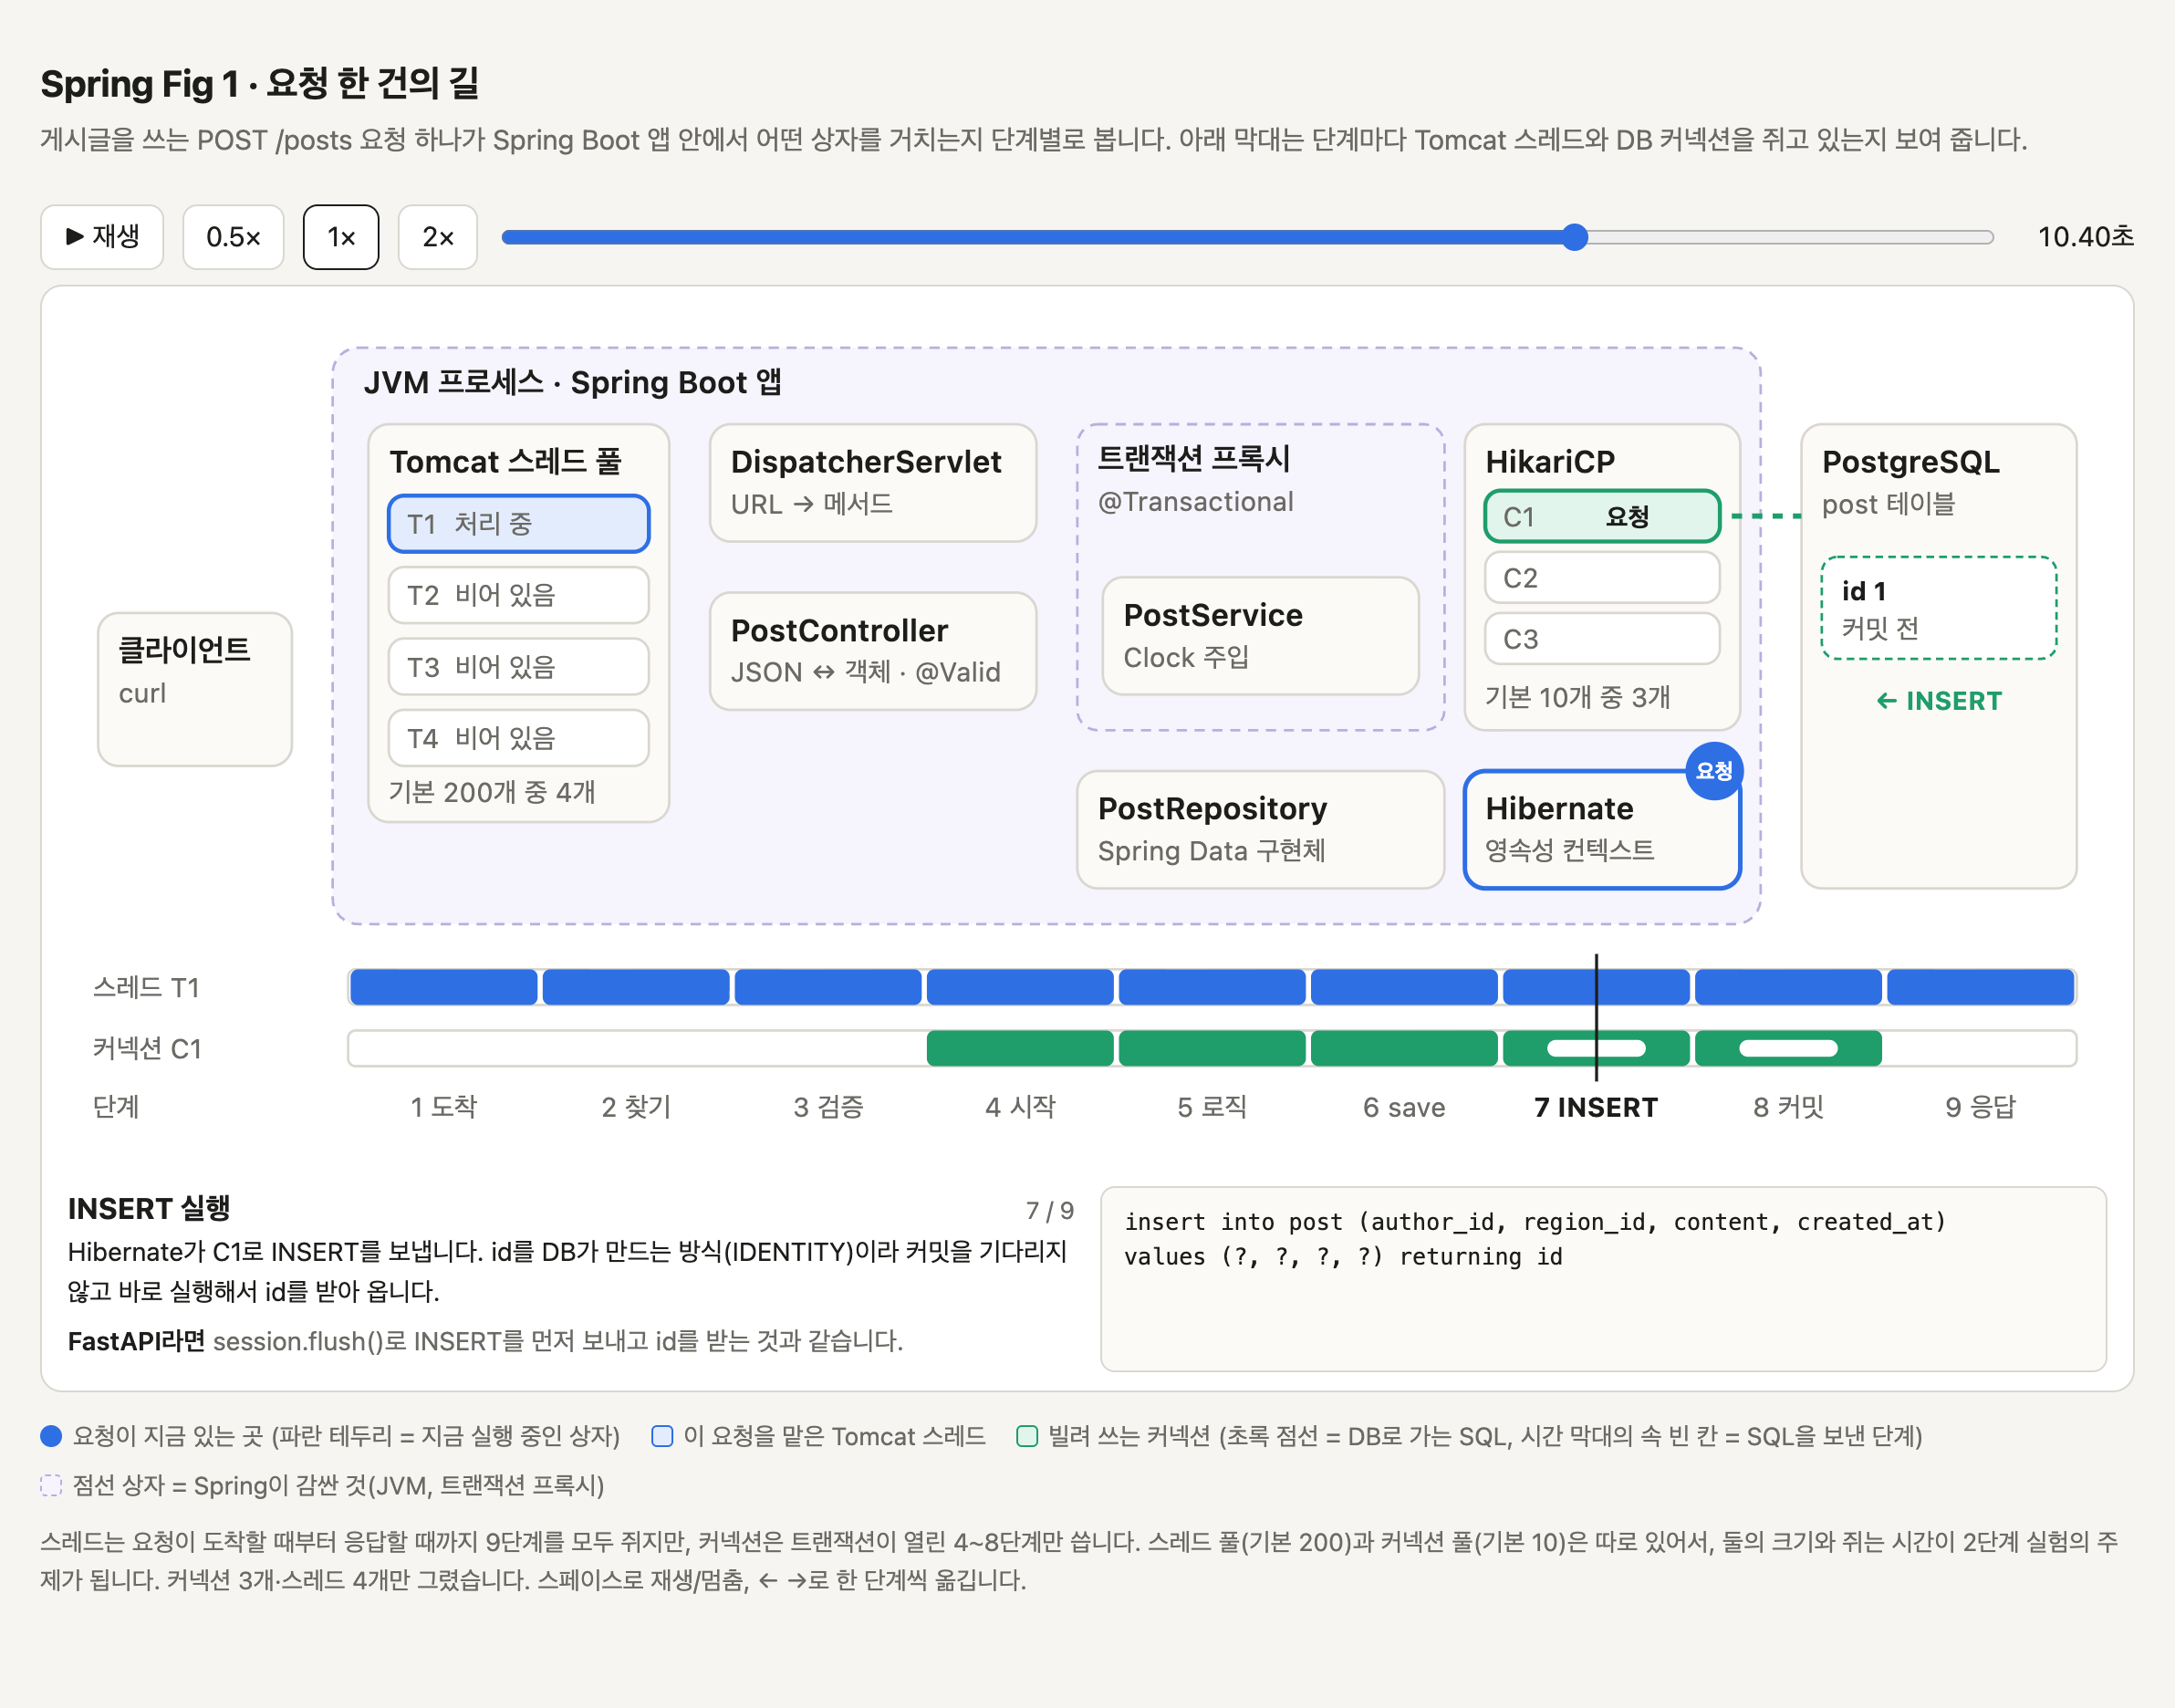 Spring Fig 1 · 요청 한 건의 길
게시글을 쓰는 POST /posts 요청 하나가 Spring Boot 앱 안에서 어떤 상자를 거치는지 단계별로 봅니다. 아래 막대는 단계마다 Tomcat 스레드와 DB 커넥션을 쥐고 있는지 보여 줍니다.
▶ 재생
0.5×
1×
2×
10.40초
JVM 프로세스 · Spring Boot 앱
클라이언트
curl
Tomcat 스레드 풀
T1 처리 중
T2 비어 있음
T3 비어 있음
T4 비어 있음
기본 200개 중 4개
DispatcherServlet
URL → 메서드
PostController
JSON ↔ 객체 · @Valid
트랜잭션 프록시
@Transactional
PostService
Clock 주입
PostRepository
Spring Data 구현체
HikariCP
C1 요청
C2
C3
기본 10개 중 3개
요청
Hibernate
영속성 컨텍스트
PostgreSQL
post 테이블
id 1
커밋 전
← INSERT
스레드 T1
커넥션 C1
단계
1 도착
2 찾기
3 검증
4 시작
5 로직
6 save
7 INSERT
8 커밋
9 응답
INSERT 실행
7 / 9
Hibernate가 C1로 INSERT를 보냅니다. id를 DB가 만드는 방식(IDENTITY)이라 커밋을 기다리지
않고 바로 실행해서 id를 받아 옵니다.
FastAPI라면 session.flush()로 INSERT를 먼저 보내고 id를 받는 것과 같습니다.
insert into post (author_id, region_id, content, created_at)
values (?, ?, ?, ?) returning id
요청이 지금 있는 곳 (파란 테두리 = 지금 실행 중인 상자)
이 요청을 맡은 Tomcat 스레드
빌려 쓰는 커넥션 (초록 점선 = DB로 가는 SQL, 시간 막대의 속 빈 칸 = SQL을 보낸 단계)
점선 상자 = Spring이 감싼 것(JVM, 트랜잭션 프록시)
스레드는 요청이 도착할 때부터 응답할 때까지 9단계를 모두 쥐지만, 커넥션은 트랜잭션이 열린 4~8단계만 씁니다. 스레드 풀(기본 200)과 커넥션 풀(기본 10)은 따로 있어서, 둘의 크기와 쥐는 시간이 2단계 실험의 주
제가 됩니다. 커넥션 3개·스레드 4개만 그렸습니다. 스페이스로 재생/멈춤, ← →로 한 단계씩 옮깁니다.